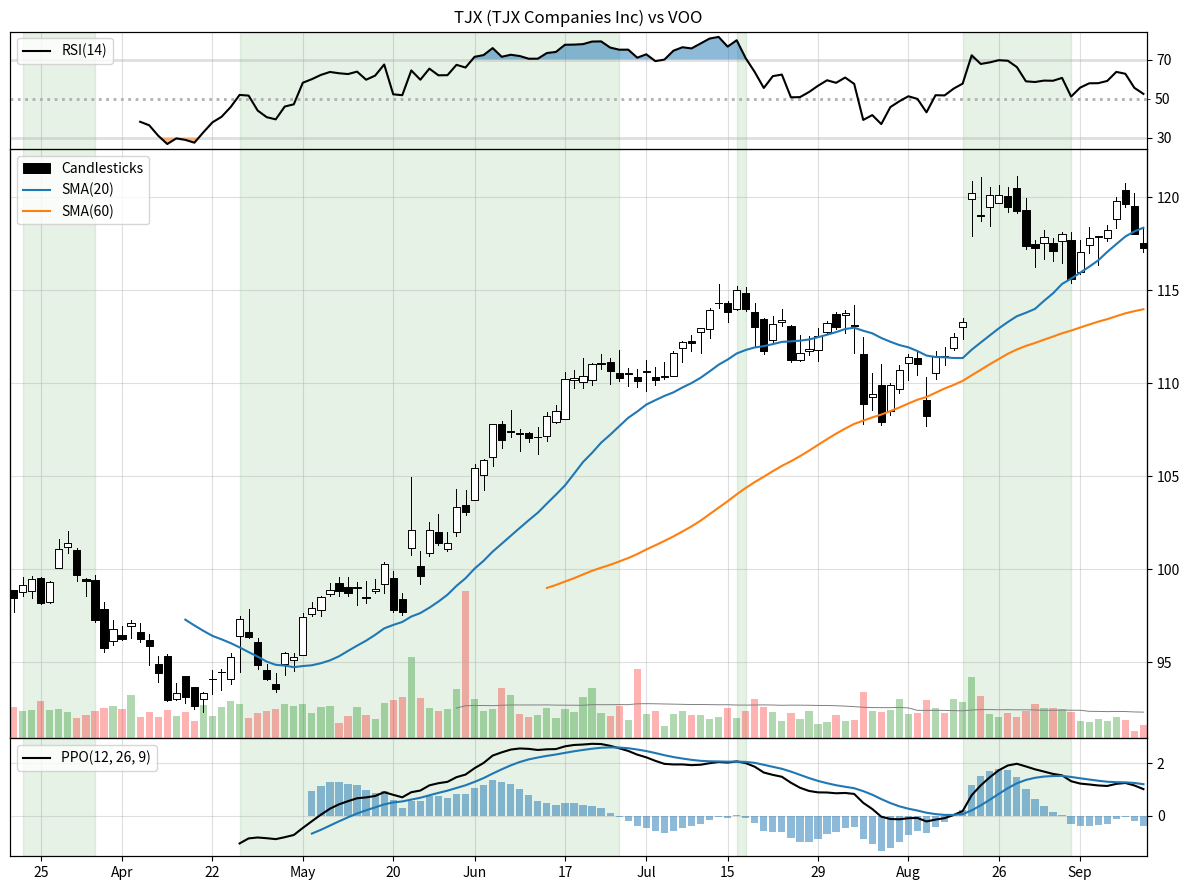 TJX (TJX Companies Inc) vs VOO
RSI(14)
70
50
30
Candlesticks
SMA(20)
SMA(60)
120
115
110
105
100
95
PPO(12, 26, 9)
2
0
25 Apr 22 May 20 Jun 17 Jul 15 29 Aug 26 Sep